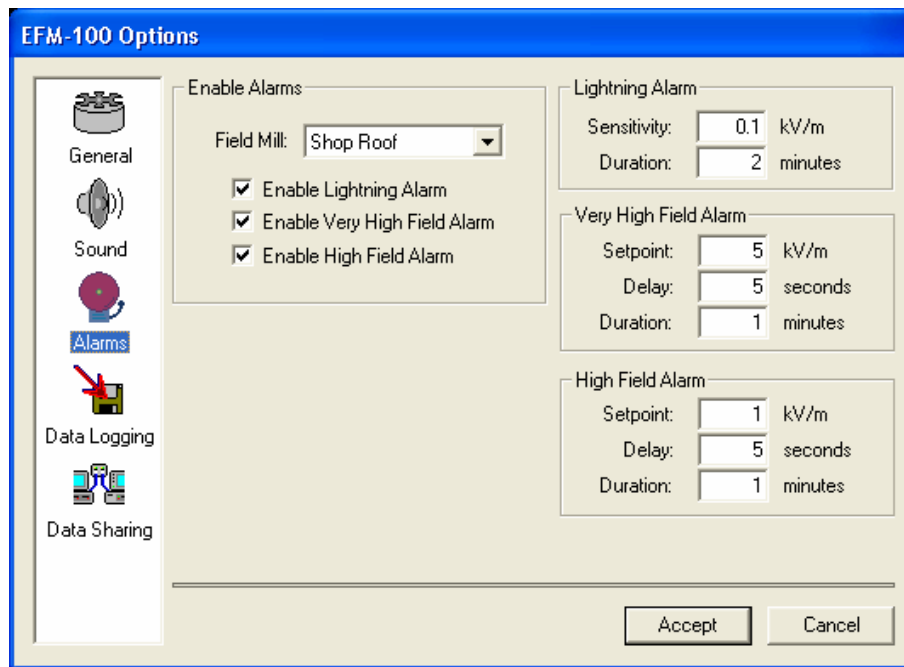 EFM-100 Options
General
Sound
Alarms
Data Logging
Data Sharing
Enable Alarms
Field Mill: Shop Roof
Enable Lightning Alarm
Enable Very High Field Alarm
Enable High Field Alarm
Lightning Alarm
Sensitivity: 0.1 kV/m
Duration: 2 minutes
Very High Field Alarm
Setpoint: 5 kV/m
Delay: 5 seconds
Duration: 1 minutes
High Field Alarm
Setpoint: 1 kV/m
Delay: 5 seconds
Duration: 1 minutes
Accept Cancel